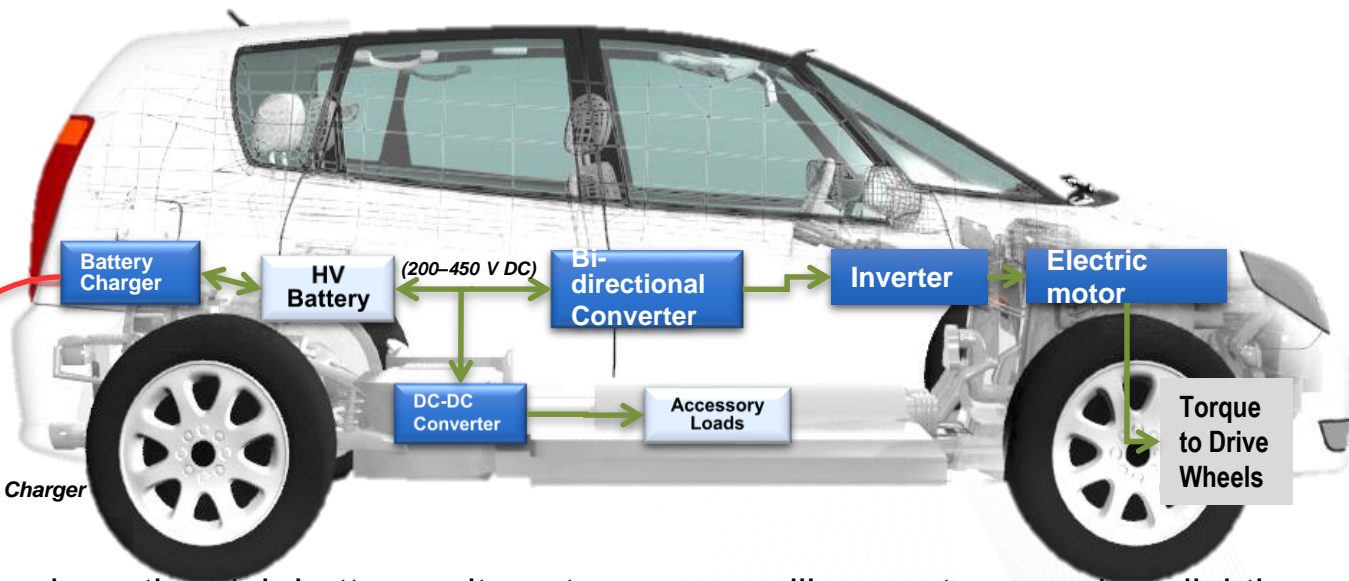 Battery
Charger
HV
Battery
(200–450 V DC)
Bi-
directional
Converter
Inverter
Electric
motor
DC-DC
Converter
Accessory
Loads
Torque
to Drive
Wheels
Charger